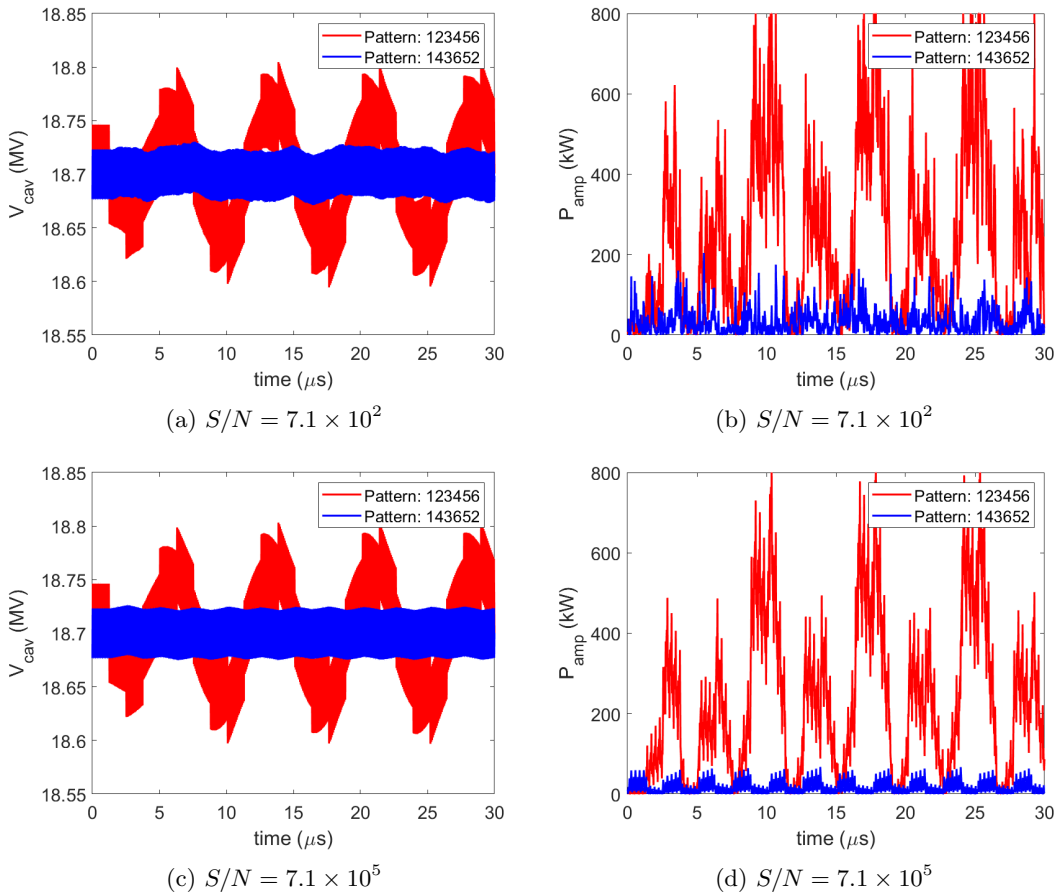 18.85
18.8
18.75
18.7
18.65
18.6
18.55
V_cav (MV)
0 5 10 15 20 25 30
time (μs)
Pattern: 123456
Pattern: 143652
(a) S/N = 7.1 × 10^2
800
600
400
200
0
P_amp (kW)
0 5 10 15 20 25 30
time (μs)
Pattern: 123456
Pattern: 143652
(b) S/N = 7.1 × 10^2
18.85
18.8
18.75
18.7
18.65
18.6
18.55
V_cav (MV)
0 5 10 15 20 25 30
time (μs)
Pattern: 123456
Pattern: 143652
(c) S/N = 7.1 × 10^5
800
600
400
200
0
P_amp (kW)
0 5 10 15 20 25 30
time (μs)
Pattern: 123456
Pattern: 143652
(d) S/N = 7.1 × 10^5